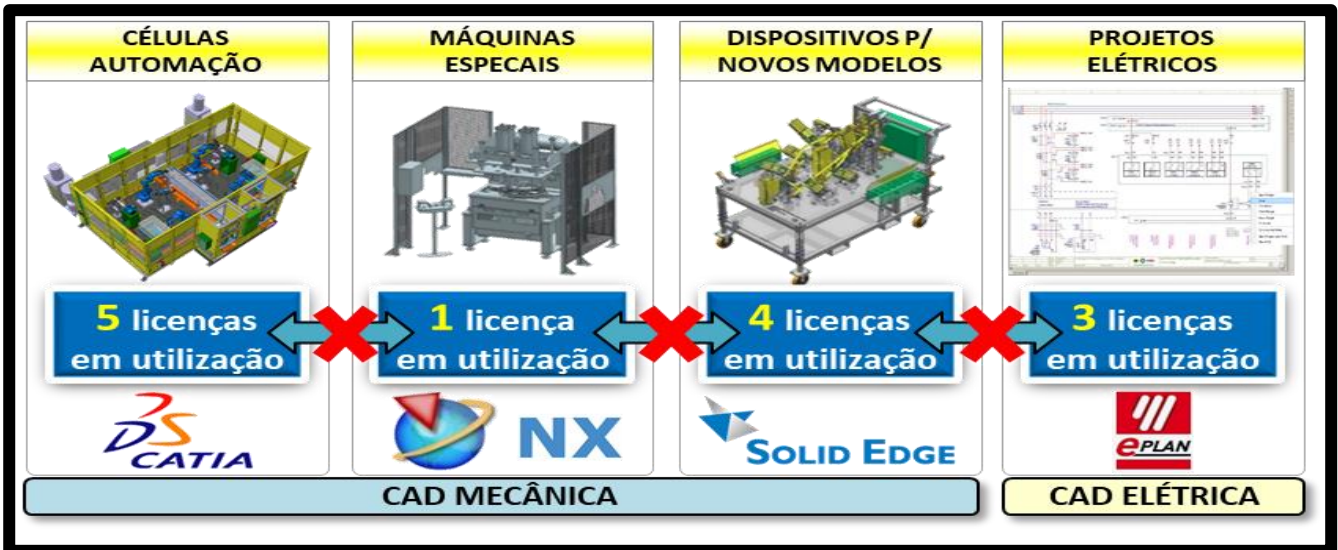 CÉLULAS
AUTOMAÇÃO
MÁQUINAS
ESPECAIS
DISPOSITIVOS P/
NOVOS MODELOS
PROJETOS
ELÉTRICOS
5 licenças
em utilização
1 licença
em utilização
4 licenças
em utilização
3 licenças
em utilização
DS
CATIA
NX
SOLID EDGE
ePLAN
CAD MECÂNICA
CAD ELÉTRICA